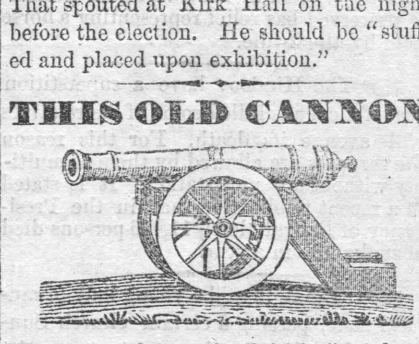 That spouted at Kirk Hall on the nigh
before the election. He should be "stuff
ed and placed upon exhibition."
THIS OLD CANNON